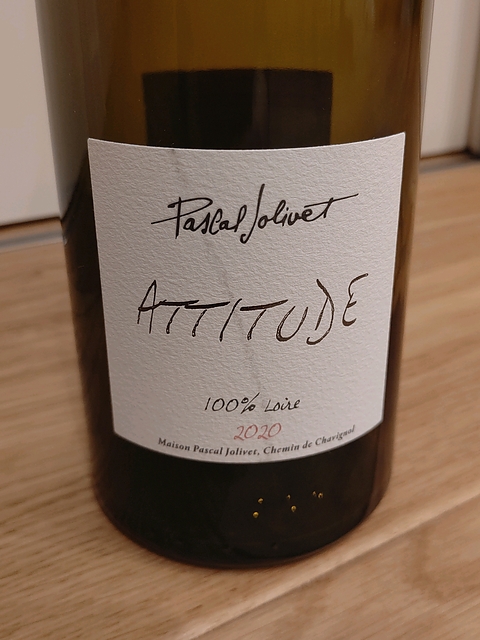 Pascal Jolivet
ATTITUDE
100% Loire
2020
Maison Pascal Jolivet, Chemin de Chavignol